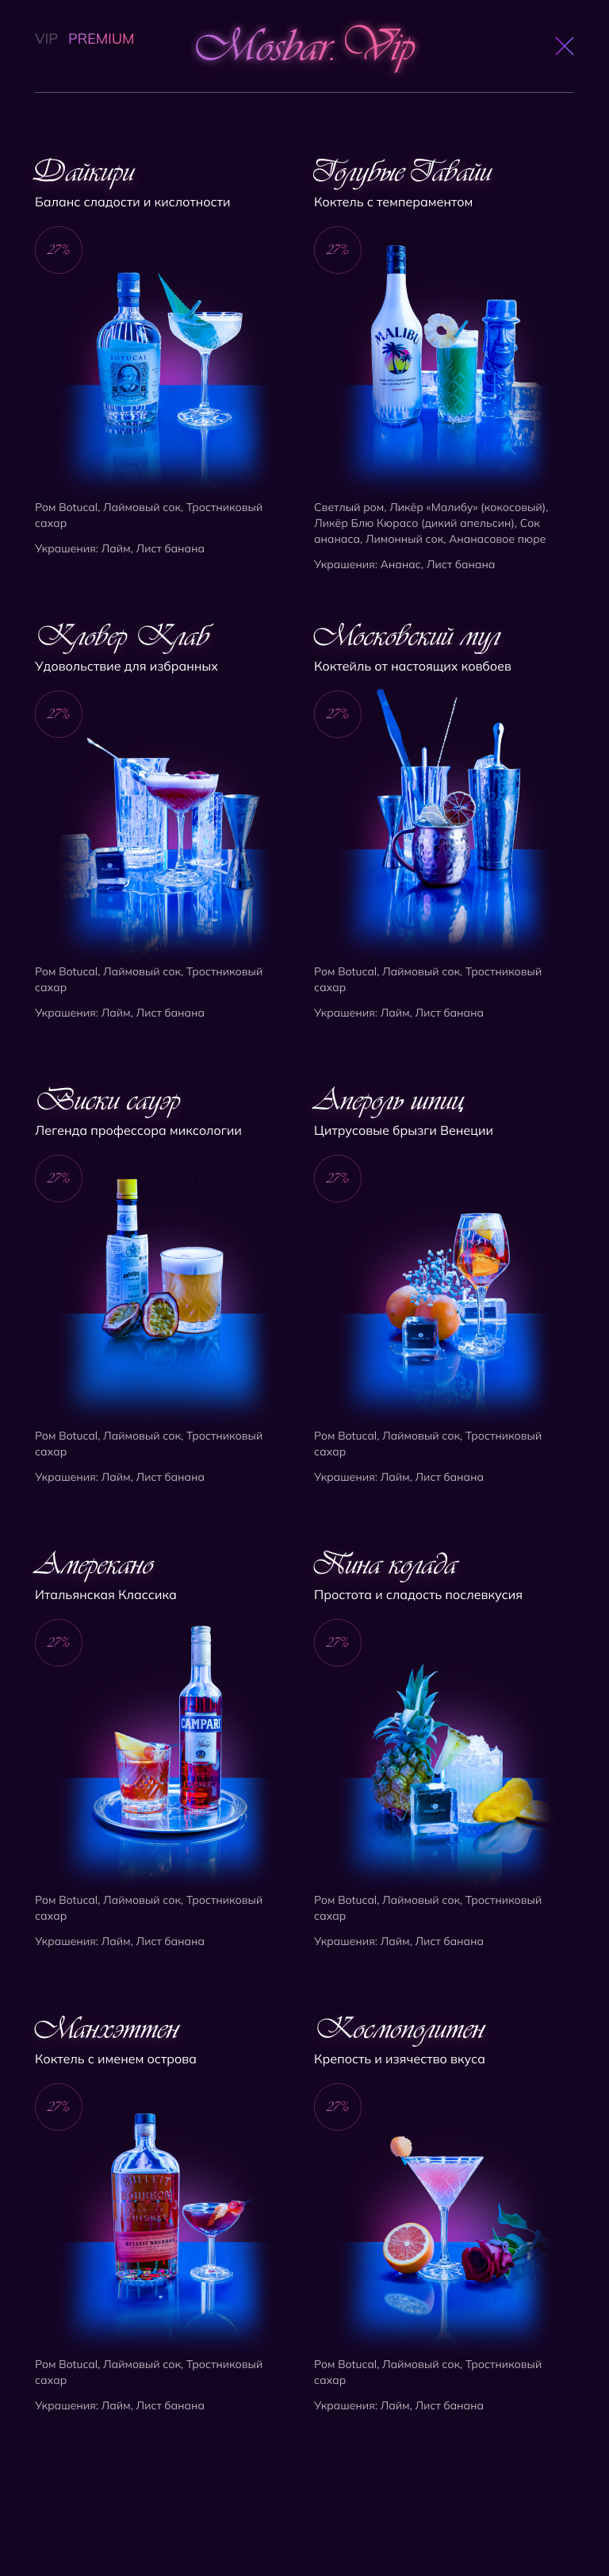 VIP PREMIUM
Mosbar. Vip
Дайкири
Баланс сладости и кислотности
27%
BOTUCAL
Ром Botucal, Лаймовый сок, Тростниковый
сахар
Украшения: Лайм, Лист банана
Голубые Гавайи
Коктель с темпераментом
27%
MALIBU
Светлый ром, Ликёр «Малибу» (кокосовый),
Ликёр Блю Кюрасо (дикий апельсин), Сок
ананаса, Лимонный сок, Ананасовое пюре
Украшения: Ананас, Лист банана
Кловер Клаб
Удовольствие для избранных
27%
Ром Botucal, Лаймовый сок, Тростниковый
сахар
Украшения: Лайм, Лист банана
Московский мул
Коктейль от настоящих ковбоев
27%
Ром Botucal, Лаймовый сок, Тростниковый
сахар
Украшения: Лайм, Лист банана
Виски сауэр
Легенда профессора миксологии
27%
Ром Botucal, Лаймовый сок, Тростниковый
сахар
Украшения: Лайм, Лист банана
Апероль шпиц
Цитрусовые брызги Венеции
27%
Ром Botucal, Лаймовый сок, Тростниковый
сахар
Украшения: Лайм, Лист банана
Амерекано
Итальянская Классика
27%
CAMPARI
Ром Botucal, Лаймовый сок, Тростниковый
сахар
Украшения: Лайм, Лист банана
Пина колада
Простота и сладость послевкусия
27%
Ром Botucal, Лаймовый сок, Тростниковый
сахар
Украшения: Лайм, Лист банана
Манхэттен
Коктель с именем острова
27%
BULLEIT
BOURBON
WHISKEY
BULLEIT BOURBON
Ром Botucal, Лаймовый сок, Тростниковый
сахар
Украшения: Лайм, Лист банана
Космополитен
Крепость и изячество вкуса
27%
Ром Botucal, Лаймовый сок, Тростниковый
сахар
Украшения: Лайм, Лист банана